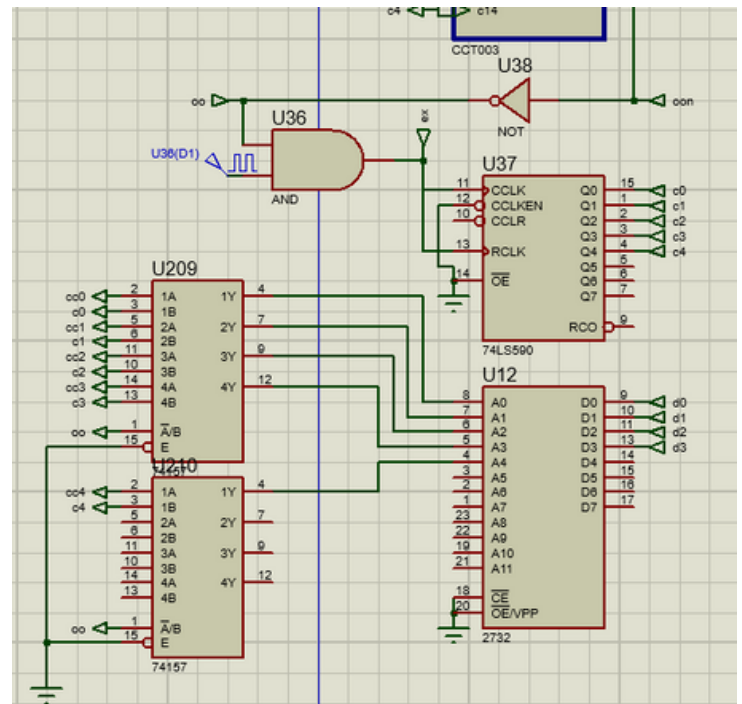 c4 c14
CCT003
U38
co con
NOT
U36
ex
U36(D1)
AND
U37
11 CCLK Q0 15 c0
12 CCLKEN Q1 1 c1
10 CCLR Q2 2 c2
Q3 3 c3
13 RCLK Q4 4 c4
Q5 5
14 OE Q6 6
Q7 7
RCO 9
74LS590
U209
cc0 2 1A 1Y 4
c0 3 1B
cc1 5 2A 2Y 7
c1 6 2B
cc2 11 3A 3Y 9
c2 10 3B
cc3 14 4A 4Y 12
c3 13 4B
co 1 A/B
15 E
74157
U210
cc4 2 1A 1Y 4
c4 3 1B
5 2A 2Y 7
6 2B
11 3A 3Y 9
10 3B
14 4A 4Y 12
13 4B
co 1 A/B
15 E
74157
U12
8 A0 D0 9 d0
7 A1 D1 10 d1
6 A2 D2 11 d2
5 A3 D3 13 d3
4 A4 D4 14
3 A5 D5 15
2 A6 D6 16
1 A7 D7 17
23 A8
22 A9
19 A10
21 A11
18 CE
20 OE/VPP
2732